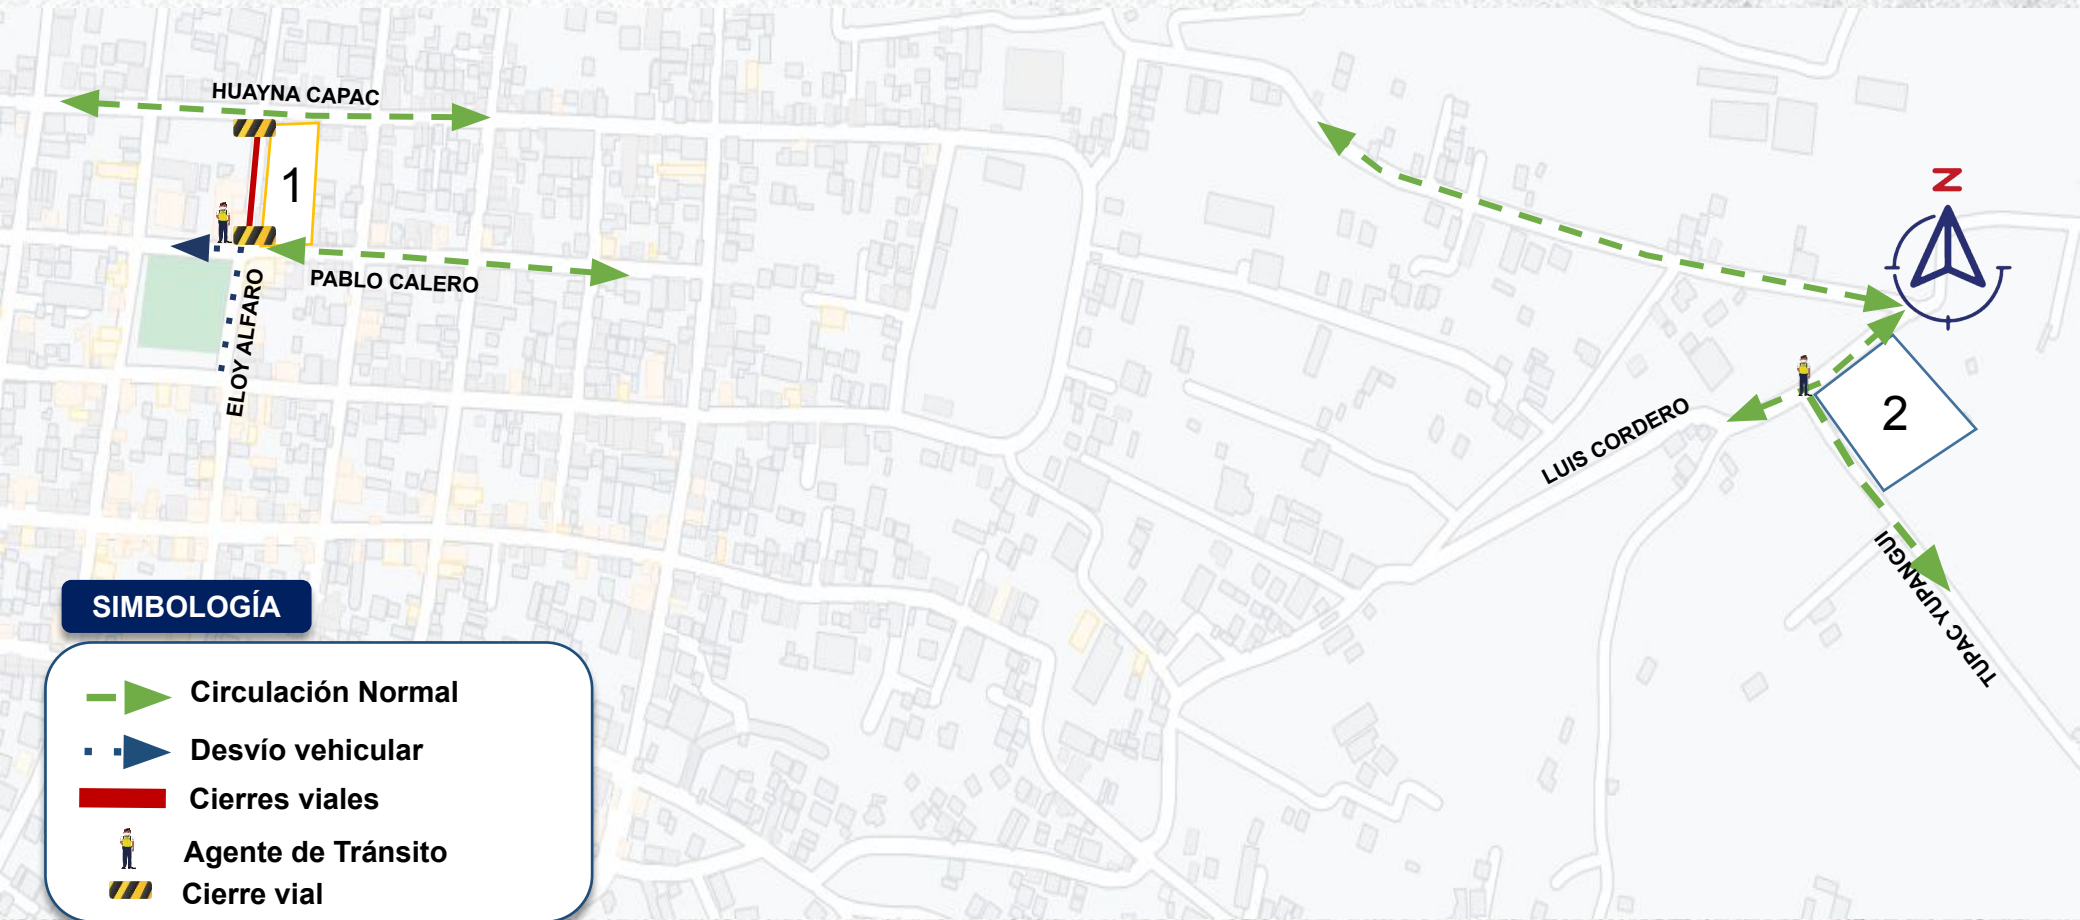 HUAYNA CAPAC
1
PABLO CALERO
ELOY ALFARO
N
2
LUIS CORDERO
TUPAC YUPANGUI
SIMBOLOGÍA
Circulación Normal
Desvío vehicular
Cierres viales
Agente de Tránsito
Cierre vial